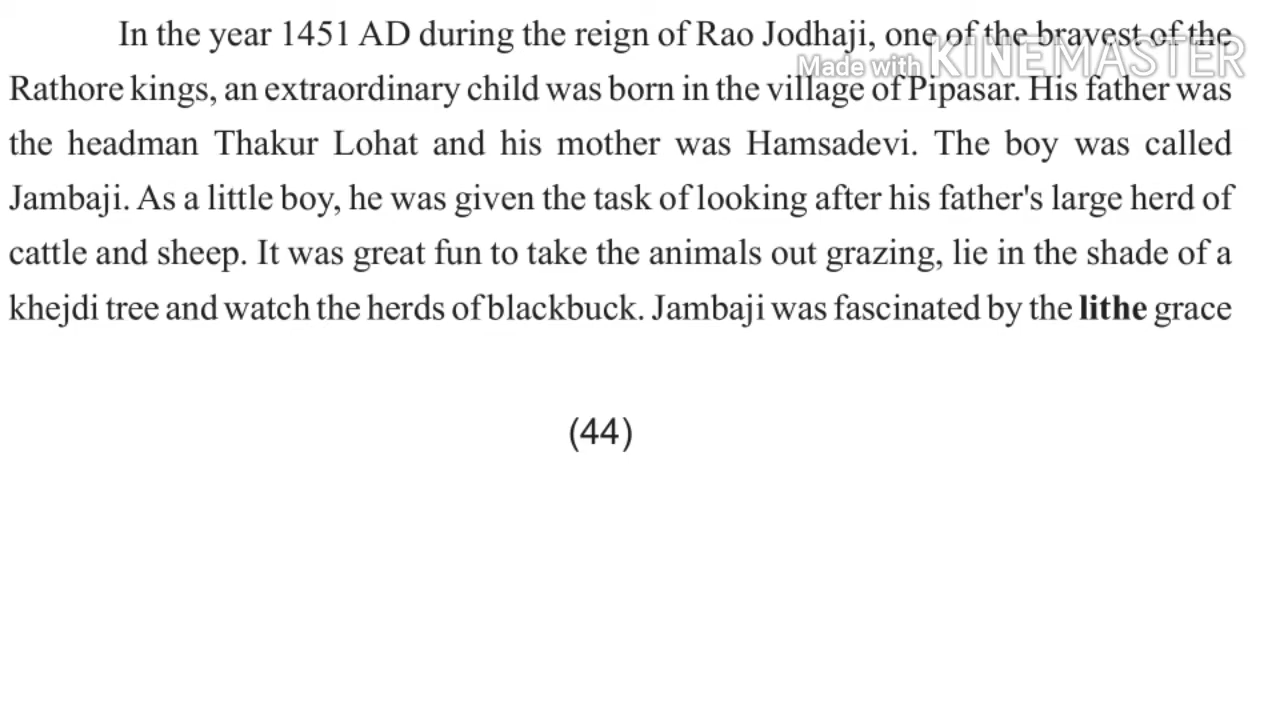 In the year 1451 AD during the reign of Rao Jodhaji, one of the bravest of the
Made with KINEMASTER
Rathore kings, an extraordinary child was born in the village of Pipasar. His father was
the headman Thakur Lohat and his mother was Hamsadevi. The boy was called
Jambaji. As a little boy, he was given the task of looking after his father's large herd of
cattle and sheep. It was great fun to take the animals out grazing, lie in the shade of a
khejdi tree and watch the herds of blackbuck. Jambaji was fascinated by the lithe grace
(44)